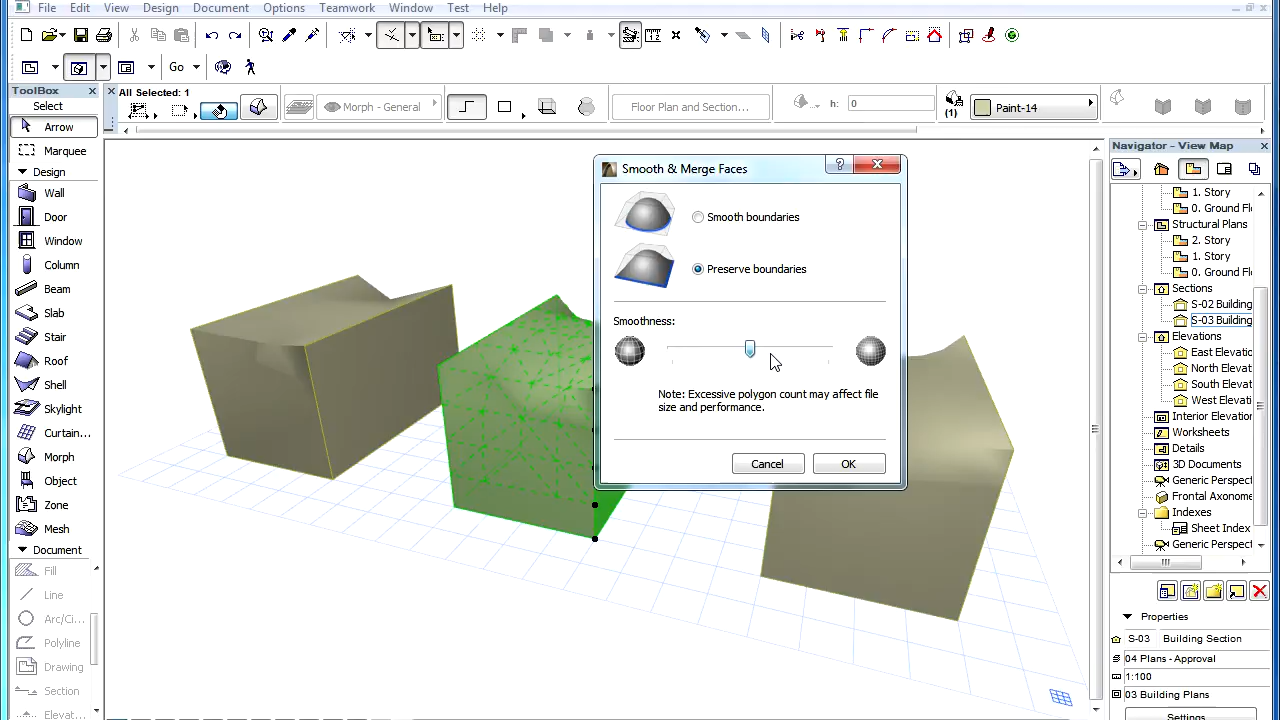 File Edit View Design Document Options Teamwork Window Test Help
Go
ToolBox
All Selected: 1
Select
Morph - General
Floor Plan and Section...
h: 0
(1)
Paint-14
Arrow
Marquee
Design
Wall
Door
Window
Column
Beam
Slab
Stair
Roof
Shell
Skylight
Curtain...
Morph
Object
Zone
Mesh
Document
Fill
Line
Arc/Ci...
Polyline
Drawing
Section
Elevat...
Smooth & Merge Faces
Smooth boundaries
Preserve boundaries
Smoothness:
Note: Excessive polygon count may affect file
size and performance.
Cancel OK
Navigator - View Map
1. Story
0. Ground Fl
Structural Plans
2. Story
1. Story
0. Ground Fl
Sections
S-02 Building
S-03 Building
Elevations
East Elevatio
North Elevat
South Elevat
West Elevat
Interior Elevation
Worksheets
Details
3D Documents
Generic Perspect
Frontal Axonome
Indexes
Sheet Index
Generic Perspect
Properties
S-03 Building Section
04 Plans - Approval
1:100
03 Building Plans
Settings